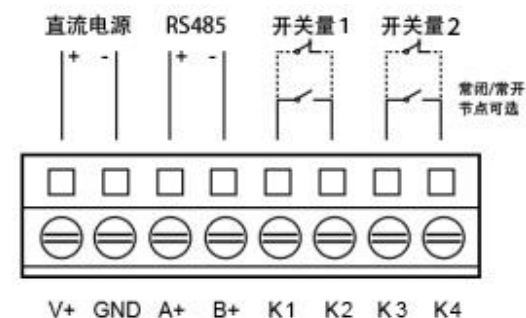 直流电源 RS485 开关量1 开关量2
+ - + -
常闭/常开
节点可选
V+ GND A+ B+ K1 K2 K3 K4